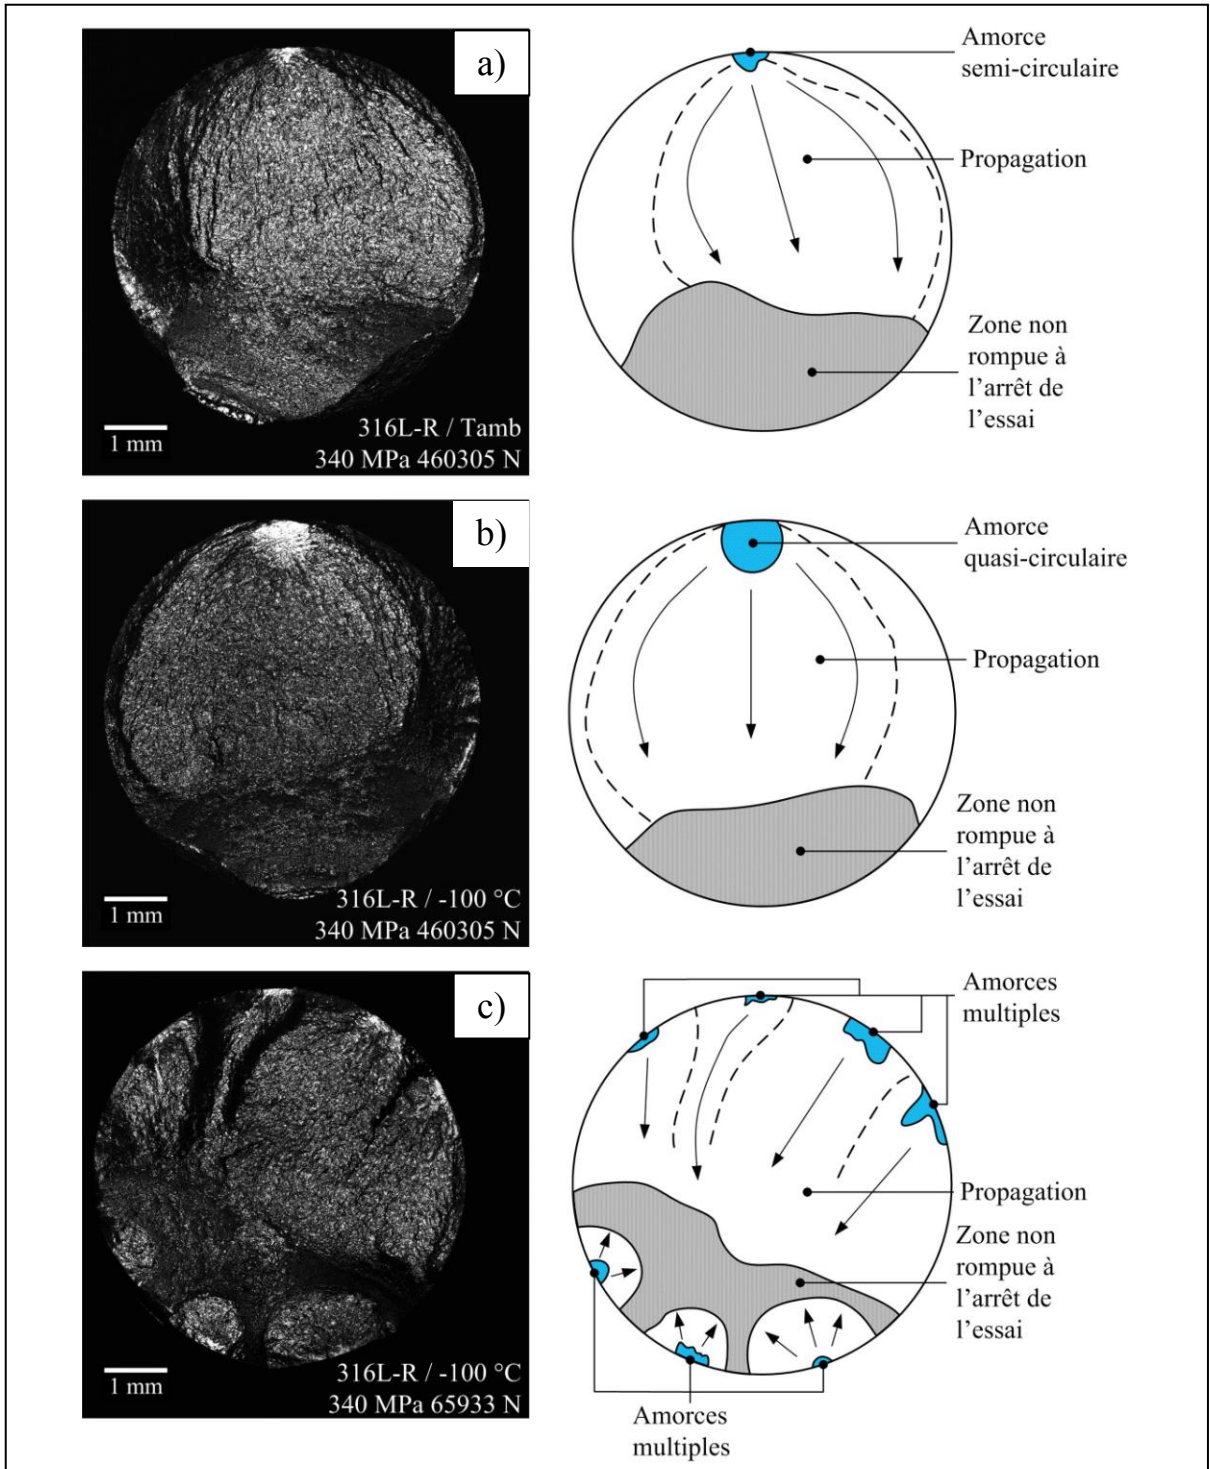 a)
316L-R / Tamb
340 MPa 460305 N
1 mm
Amorce
semi-circulaire
Propagation
Zone non
rompue à
l'arrêt de
l'essai
b)
316L-R / -100 °C
340 MPa 460305 N
1 mm
Amorce
quasi-circulaire
Propagation
Zone non
rompue à
l'arrêt de
l'essai
c)
316L-R / -100 °C
340 MPa 65933 N
1 mm
Amorces
multiples
Propagation
Zone non
rompue à
l'arrêt de
l'essai
Amorces
multiples